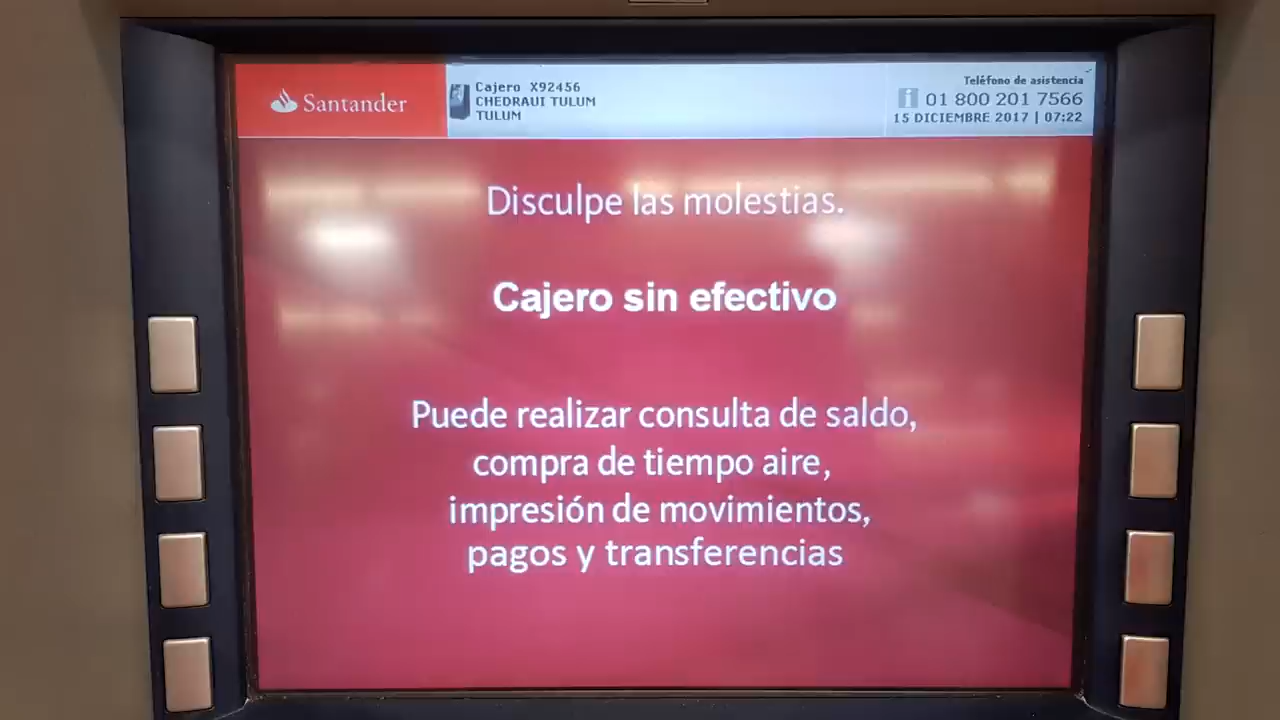 Santander
Cajero X92456
CHEDRAUI TULUM
TULUM
Teléfono de asistencia
01 800 201 7566
15 DICIEMBRE 2017 | 07:22
Disculpe las molestias.
Cajero sin efectivo
Puede realizar consulta de saldo,
compra de tiempo aire,
impresión de movimientos,
pagos y transferencias